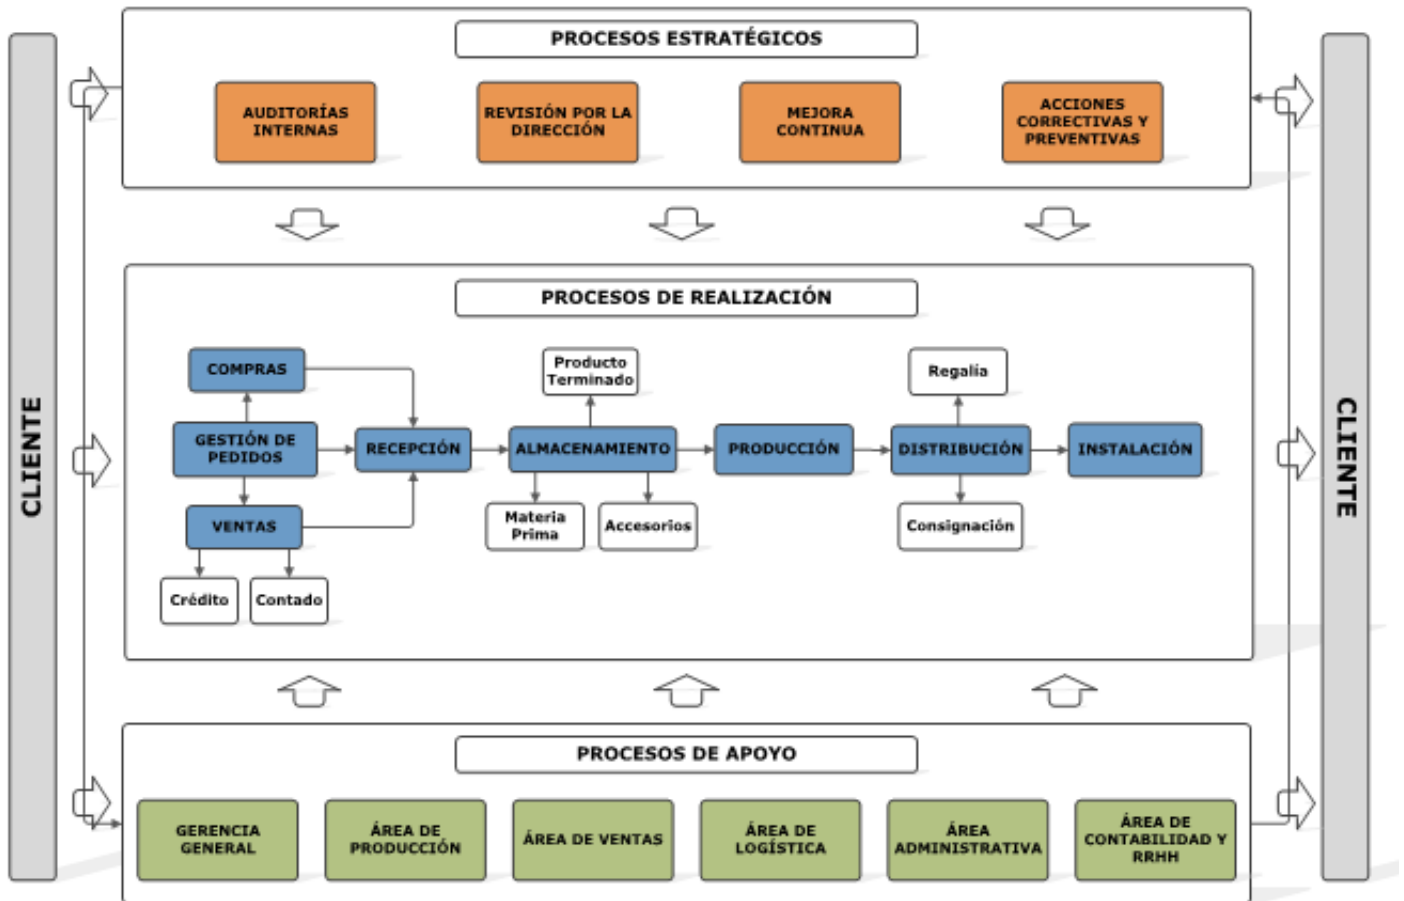 PROCESOS ESTRATÉGICOS
AUDITORÍAS
INTERNAS
REVISIÓN POR LA
DIRECCIÓN
MEJORA
CONTINUA
ACCIONES
CORRECTIVAS Y
PREVENTIVAS
CLIENTE
PROCESOS DE REALIZACIÓN
COMPRAS
GESTIÓN DE
PEDIDOS
VENTAS
Crédito
Contado
RECEPCIÓN
Producto
Terminado
ALMACENAMIENTO
Materia
Prima
Accesorios
PRODUCCIÓN
Regalía
DISTRIBUCIÓN
Consignación
INSTALACIÓN
CLIENTE
PROCESOS DE APOYO
GERENCIA
GENERAL
ÁREA DE
PRODUCCIÓN
ÁREA DE VENTAS
ÁREA DE
LOGÍSTICA
ÁREA
ADMINISTRATIVA
ÁREA DE
CONTABILIDAD Y
RRHH